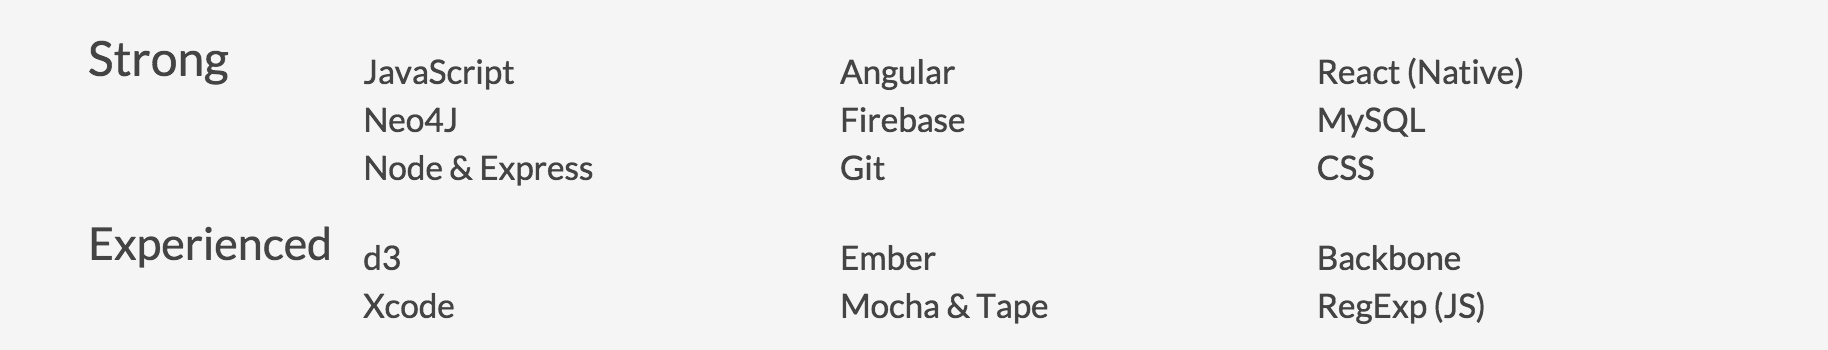 Strong
JavaScript Angular React (Native)
Neo4J Firebase MySQL
Node & Express Git CSS
Experienced
d3 Ember Backbone
Xcode Mocha & Tape RegExp (JS)